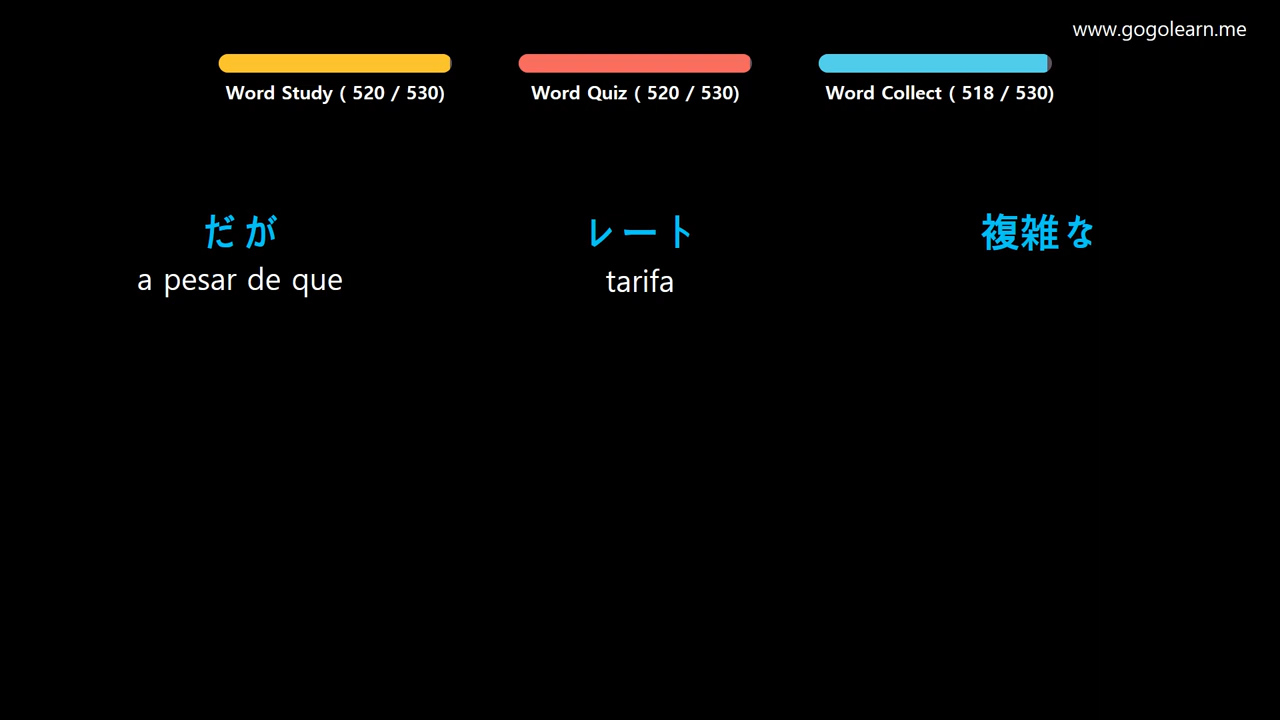 www.gogolearn.me
Word Study ( 520 / 530)
Word Quiz ( 520 / 530)
Word Collect ( 518 / 530)
だが
a pesar de que
レート
tarifa
複雑な